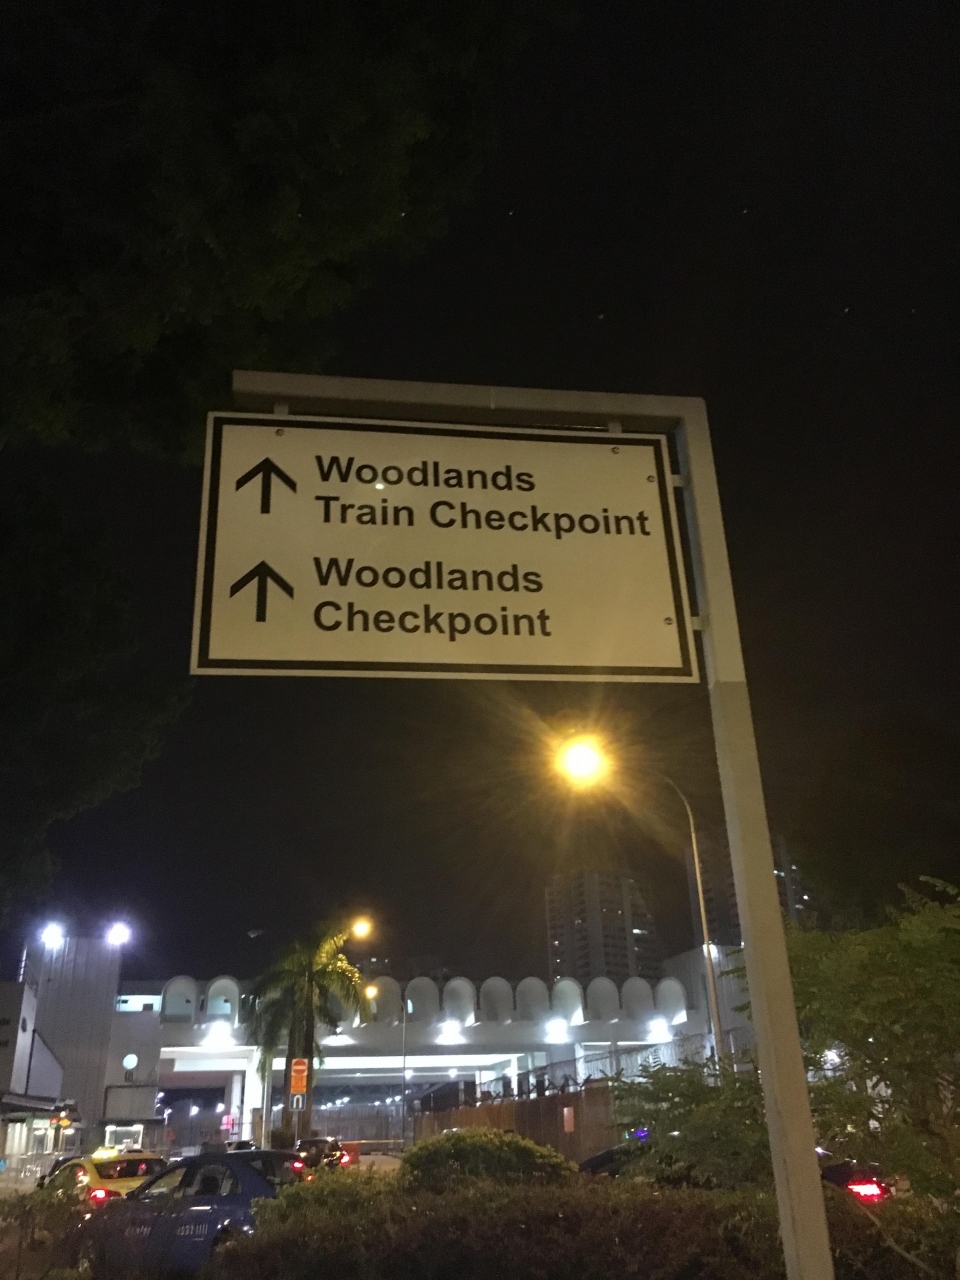 Woodlands
Train Checkpoint
Woodlands
Checkpoint